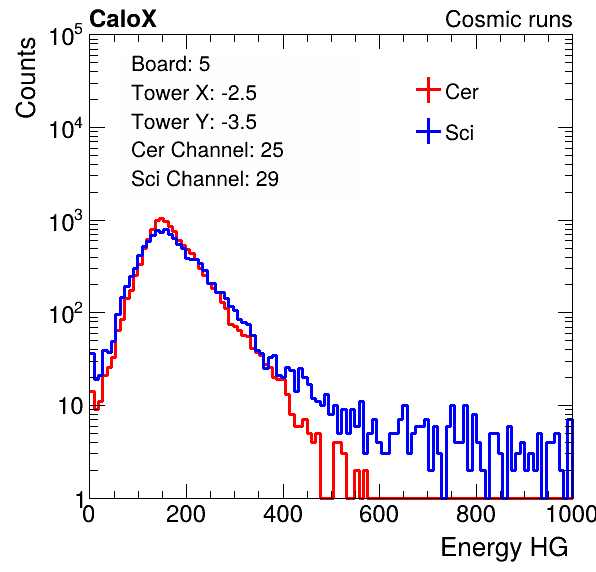 CaloX Cosmic runs
Counts
10^5
10^4
10^3
10^2
10
1
Board: 5
Tower X: -2.5
Tower Y: -3.5
Cer Channel: 25
Sci Channel: 29
Cer
Sci
0 200 400 600 800 1000
Energy HG